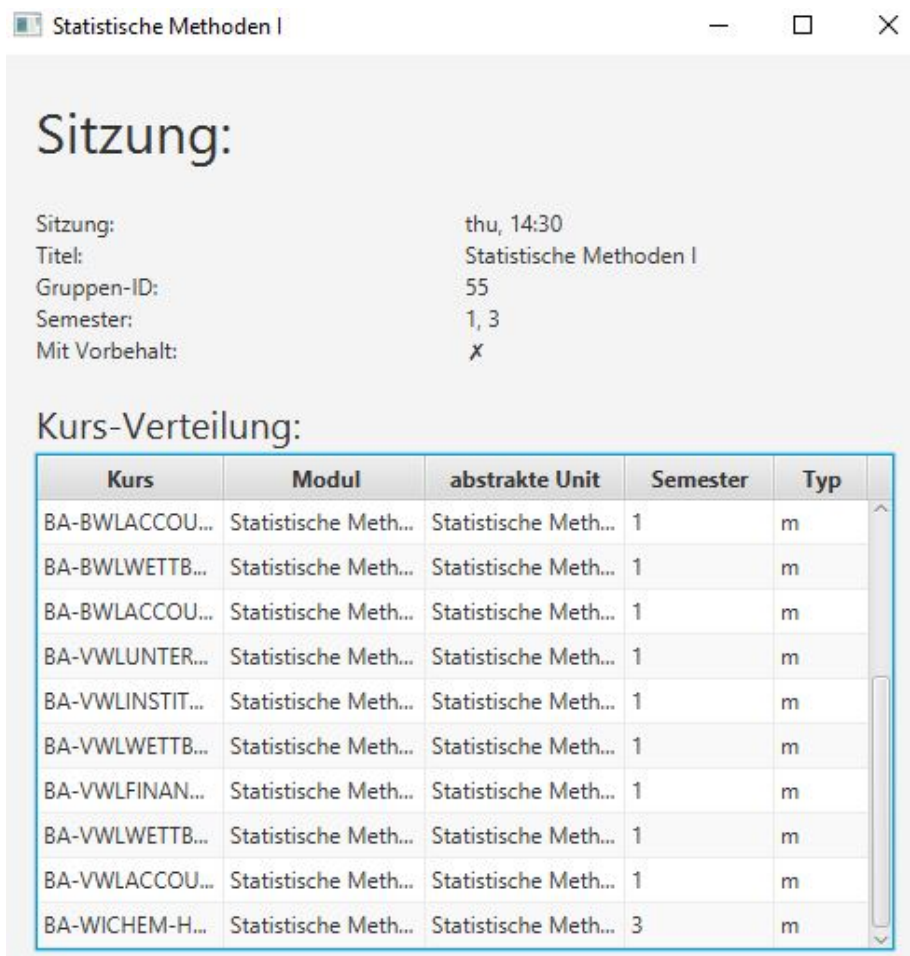 Statistische Methoden I
Sitzung:
Sitzung: thu, 14:30
Titel: Statistische Methoden I
Gruppen-ID: 55
Semester: 1, 3
Mit Vorbehalt: ✗
Kurs-Verteilung:
Kurs Modul abstrakte Unit Semester Typ
BA-BWLACCOU... Statistische Meth... Statistische Meth... 1 m
BA-BWLWETTB... Statistische Meth... Statistische Meth... 1 m
BA-BWLACCOU... Statistische Meth... Statistische Meth... 1 m
BA-VWLUNTER... Statistische Meth... Statistische Meth... 1 m
BA-VWLINSTIT... Statistische Meth... Statistische Meth... 1 m
BA-VWLWETTB... Statistische Meth... Statistische Meth... 1 m
BA-VWLFINAN... Statistische Meth... Statistische Meth... 1 m
BA-VWLWETTB... Statistische Meth... Statistische Meth... 1 m
BA-VWLACCOU... Statistische Meth... Statistische Meth... 1 m
BA-WICHEM-H... Statistische Meth... Statistische Meth... 3 m